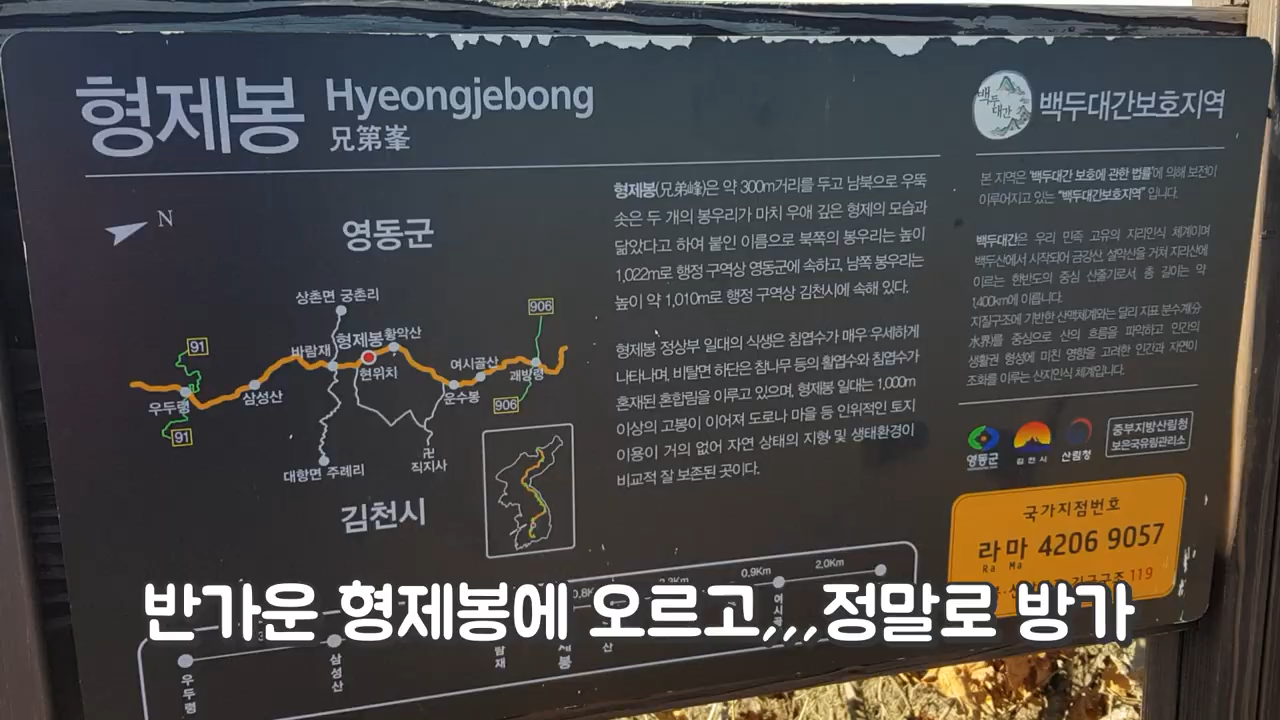 형제봉 Hyeongjebong
兄第峯
백두대간
백두대간보호지역
N
영동군
상촌면 궁촌리
906
형제봉 황악산
91
바람재
현위치
여시골산
괘방령
우두령
삼성산
운수봉
906
91
대항면 주례리
직지사
김천시
형제봉(兄弟峰)은 약 300m거리를 두고 남북으로 우뚝
솟은 두 개의 봉우리가 마치 우애 깊은 형제의 모습과
닮았다고 하여 붙인 이름으로 북쪽의 봉우리는 높이
1,022m로 행정 구역상 영동군에 속하고, 남쪽 봉우리는
높이 약 1,010m로 행정 구역상 김천시에 속해 있다.
형제봉 정상부 일대의 식생은 침엽수가 매우 우세하게
나타나며, 비탈면 하단은 참나무 등의 활엽수와 침엽수가
혼재된 혼합림을 이루고 있으며, 형제봉 일대는 1,000m
이상의 고봉이 이어져 도로나 마을 등 인위적인 토지
이용이 거의 없어 자연 상태의 지형 및 생태환경이
비교적 잘 보존된 곳이다.
본 지역은 '백두대간 보호에 관한 법률'에 의해 보전이
이루어지고 있는 "백두대간보호지역" 입니다.
백두대간은 우리 민족 고유의 지리인식 체계이며
백두산에서 시작되어 금강산, 설악산을 거쳐 지리산에
이르는 한반도의 중심 산줄기로서, 총 길이는 약
1,400km에 이릅니다.
지질구조에 기반한 산맥체계와는 달리 지표 분수계(分
水界)를 중심으로 산의 흐름을 파악하고 인간의
생활권 형성에 미친 영향을 고려한 인간과 자연이
조화를 이루는 산지인식 체계입니다.
영동군 김천시 산림청
중부지방산림청
보은국유림관리소
국가지점번호
라 마 4206 9057
Ra Ma
119
0.9Km 2.0Km
우두령
삼성산
반가운 형제봉에 오르고,,,정말로 방가